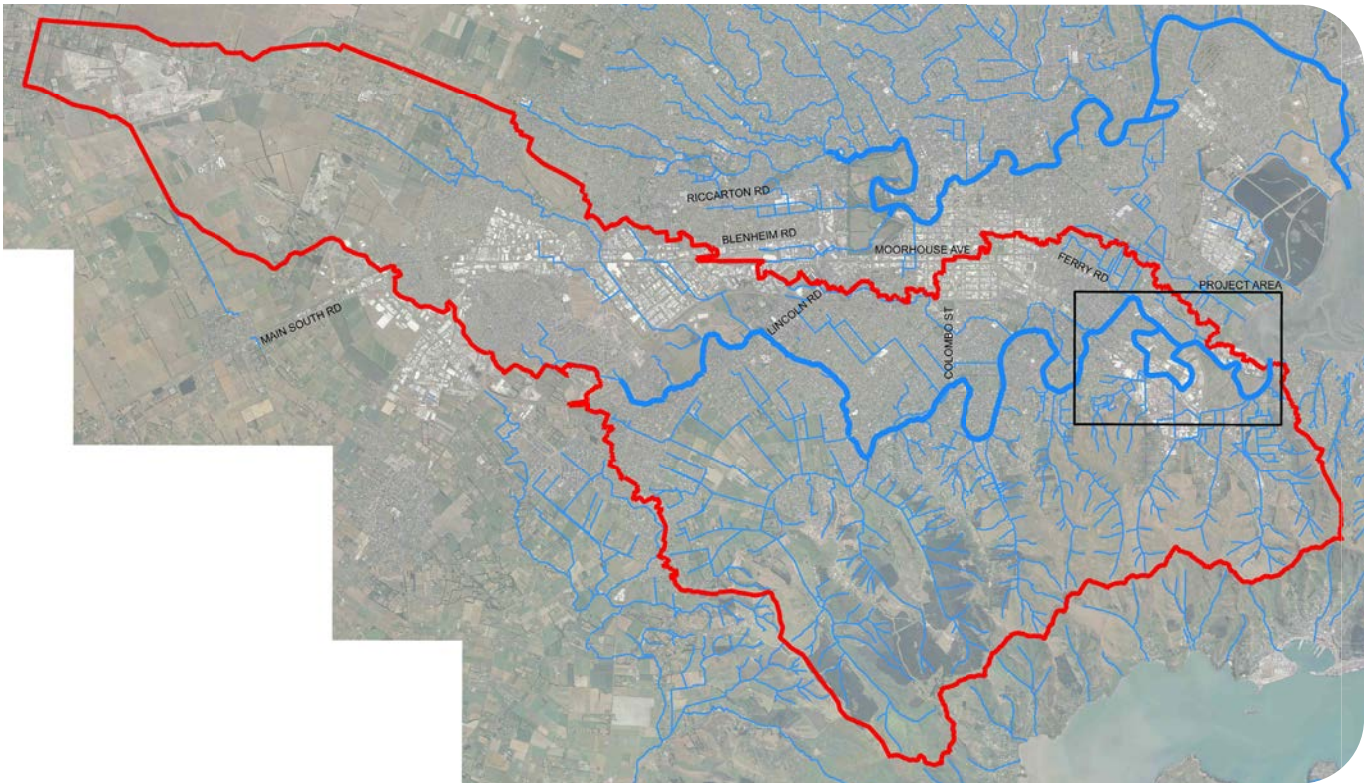 RICCARTON RD
BLENHEIM RD
MOORHOUSE AVE
FERRY RD
PROJECT AREA
LINCOLN RD
MAIN SOUTH RD
COLOMBO ST